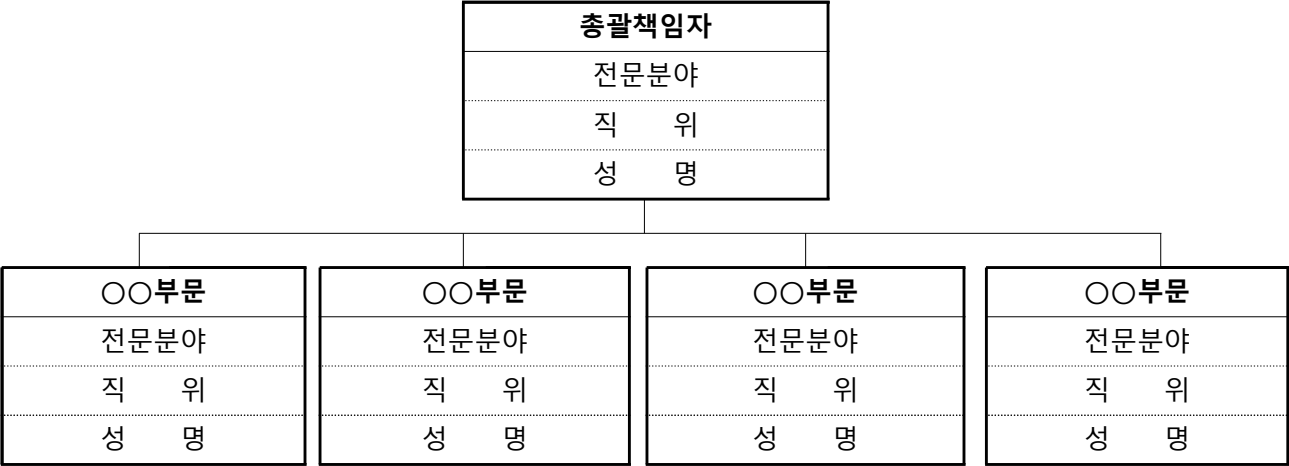 총괄책임자
전문분야
직 위
성 명
○○부문 ○○부문 ○○부문 ○○부문
전문분야 전문분야 전문분야 전문분야
직 위 직 위 직 위 직 위
성 명 성 명 성 명 성 명